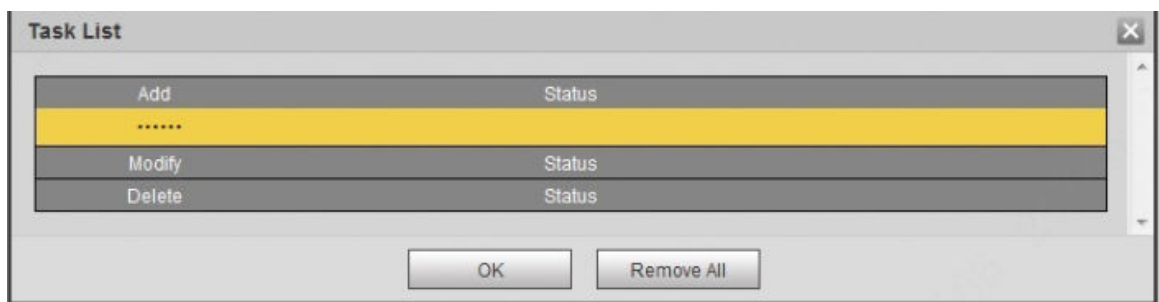 Task List
Add Status
••••••
Modify Status
Delete Status
OK Remove All